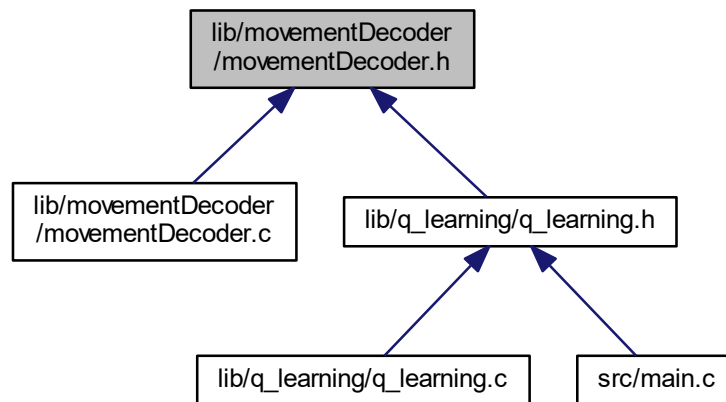 lib/movementDecoder
/movementDecoder.h
lib/movementDecoder
/movementDecoder.c
lib/q_learning/q_learning.h
lib/q_learning/q_learning.c
src/main.c